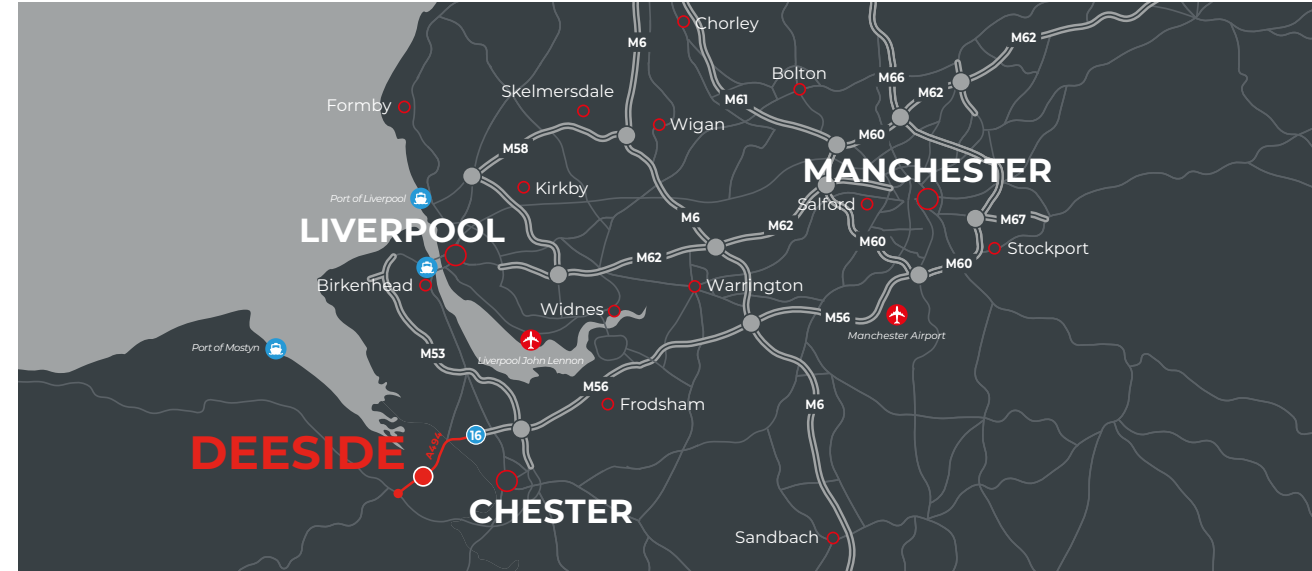 Chorley
M62
M6
Bolton
M66
Skelmersdale
M62
M61
Formby
Wigan
M60
M58
MANCHESTER
Kirkby
Port of Liverpool
Salford
M6
M67
LIVERPOOL
M62
M60
Stockport
M62
M60
Birkenhead
Warrington
Widnes
M56
Manchester Airport
Port of Mostyn
M53
Liverpool John Lennon
M56
Frodsham
M6
16
A494
DEESIDE
CHESTER
Sandbach